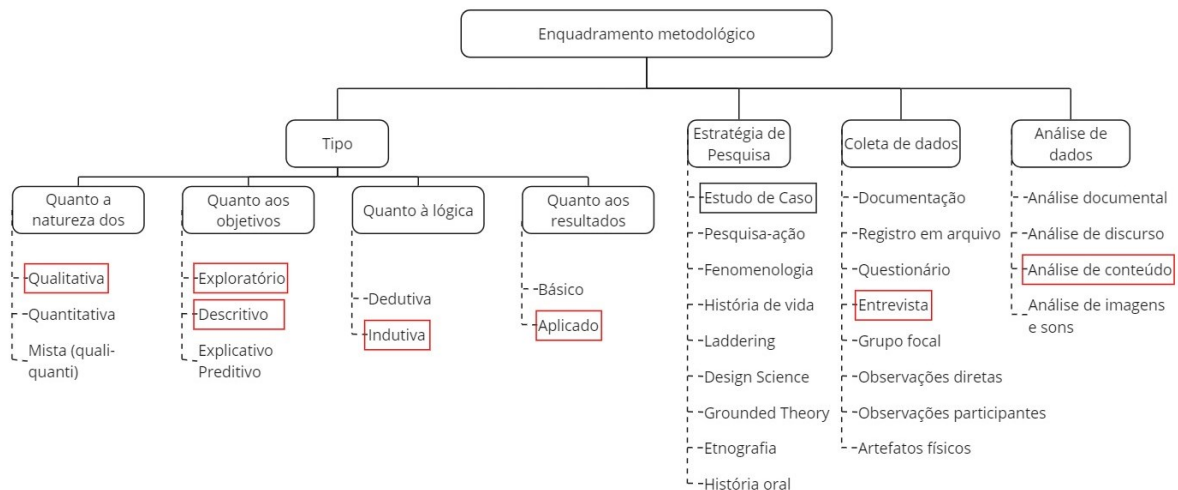 Enquadramento metodológico
Tipo
Estratégia de
Pesquisa
Coleta de dados
Análise de
dados
Quanto a
natureza dos
Quanto aos
objetivos
Quanto à lógica
Quanto aos
resultados
Qualitativa
Quantitativa
Mista (quali-
quanti)
Exploratório
Descritivo
Explicativo
Preditivo
Dedutiva
Indutiva
Básico
Aplicado
Estudo de Caso
Pesquisa-ação
Fenomenologia
História de vida
Laddering
Design Science
Grounded Theory
Etnografia
História oral
Documentação
Registro em arquivo
Questionário
Entrevista
Grupo focal
Observações diretas
Observações participantes
Artefatos físicos
Análise documental
Análise de discurso
Análise de conteúdo
Análise de imagens
e sons